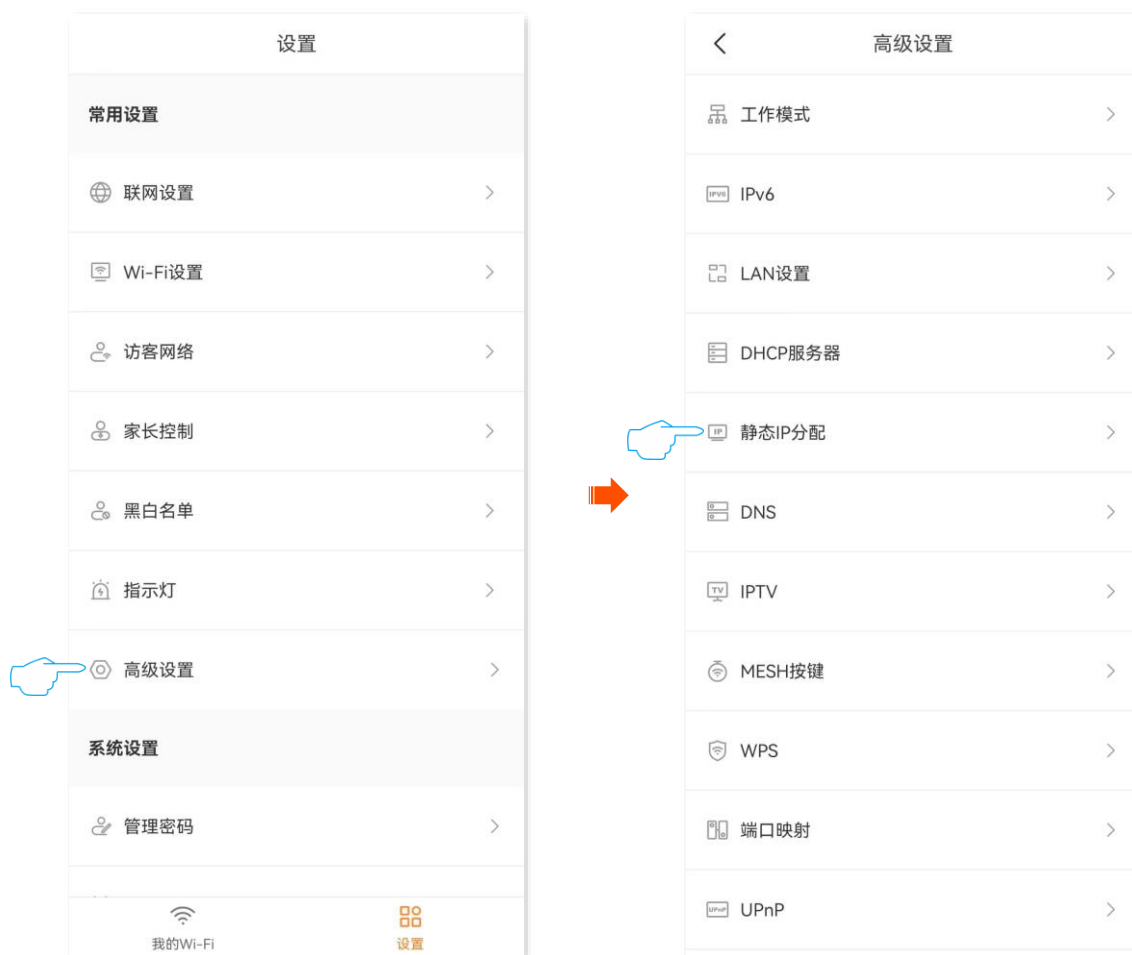 设置
常用设置
联网设置
Wi-Fi设置
访客网络
家长控制
黑白名单
指示灯
高级设置
系统设置
管理密码
我的Wi-Fi
设置
高级设置
工作模式
IPV6 IPv6
LAN设置
DHCP服务器
IP 静态IP分配
DNS
TV IPTV
MESH按键
WPS
端口映射
UPnP UPnP